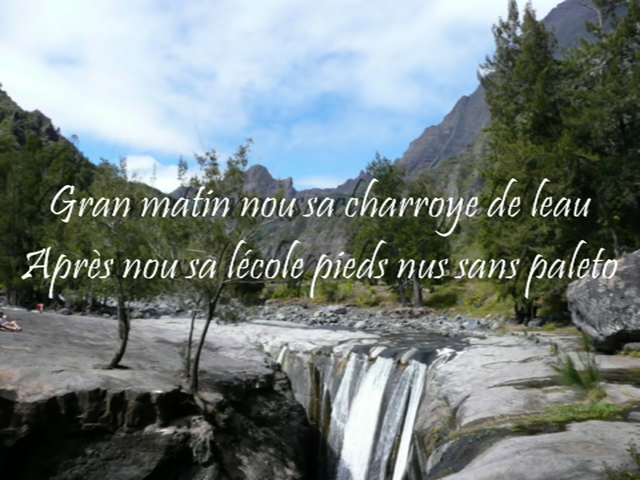 Gran matin nou sa charroye de leau
Après nou sa lécole pieds nus sans paleto